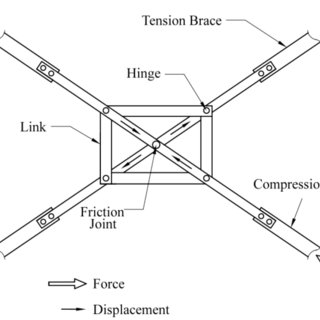 Tension Brace
Hinge
Link
Compressio
Friction
Joint
Force
Displacement